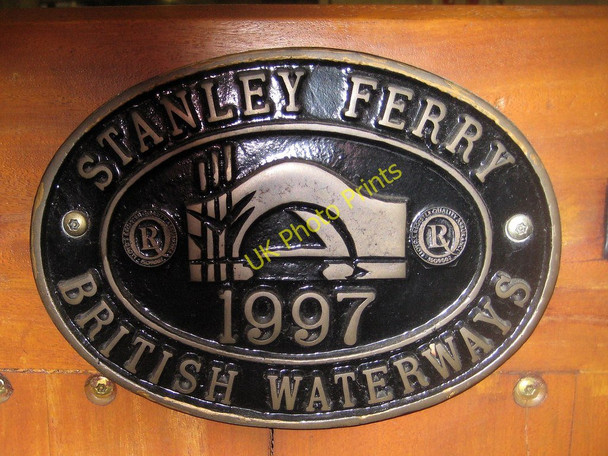 STANLEY FERRY
UK Photo Prints
R
R
1997
BRITISH WATERWAYS